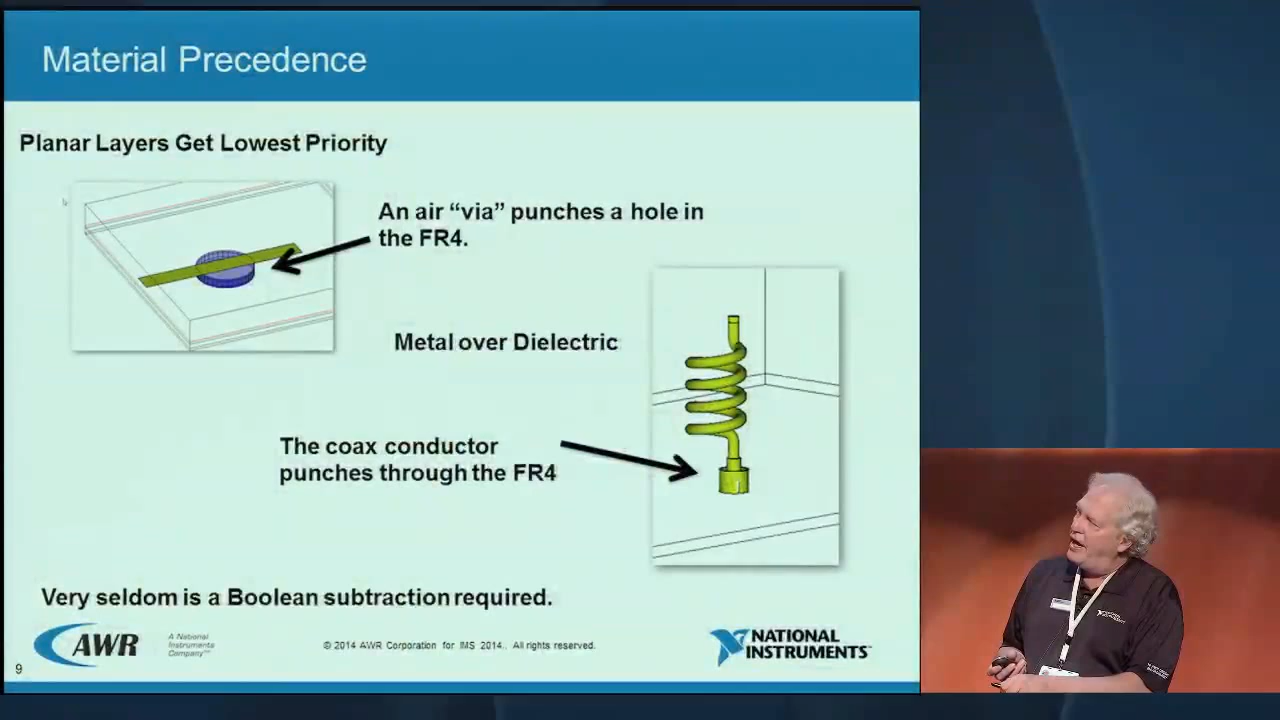 Material Precedence
Planar Layers Get Lowest Priority
An air “via” punches a hole in
the FR4.
Metal over Dielectric
The coax conductor
punches through the FR4
Very seldom is a Boolean subtraction required.
AWR
A National
Instruments
Company™
© 2014 AWR Corporation for IMS 2014.. All rights reserved.
NATIONAL
INSTRUMENTS™
9